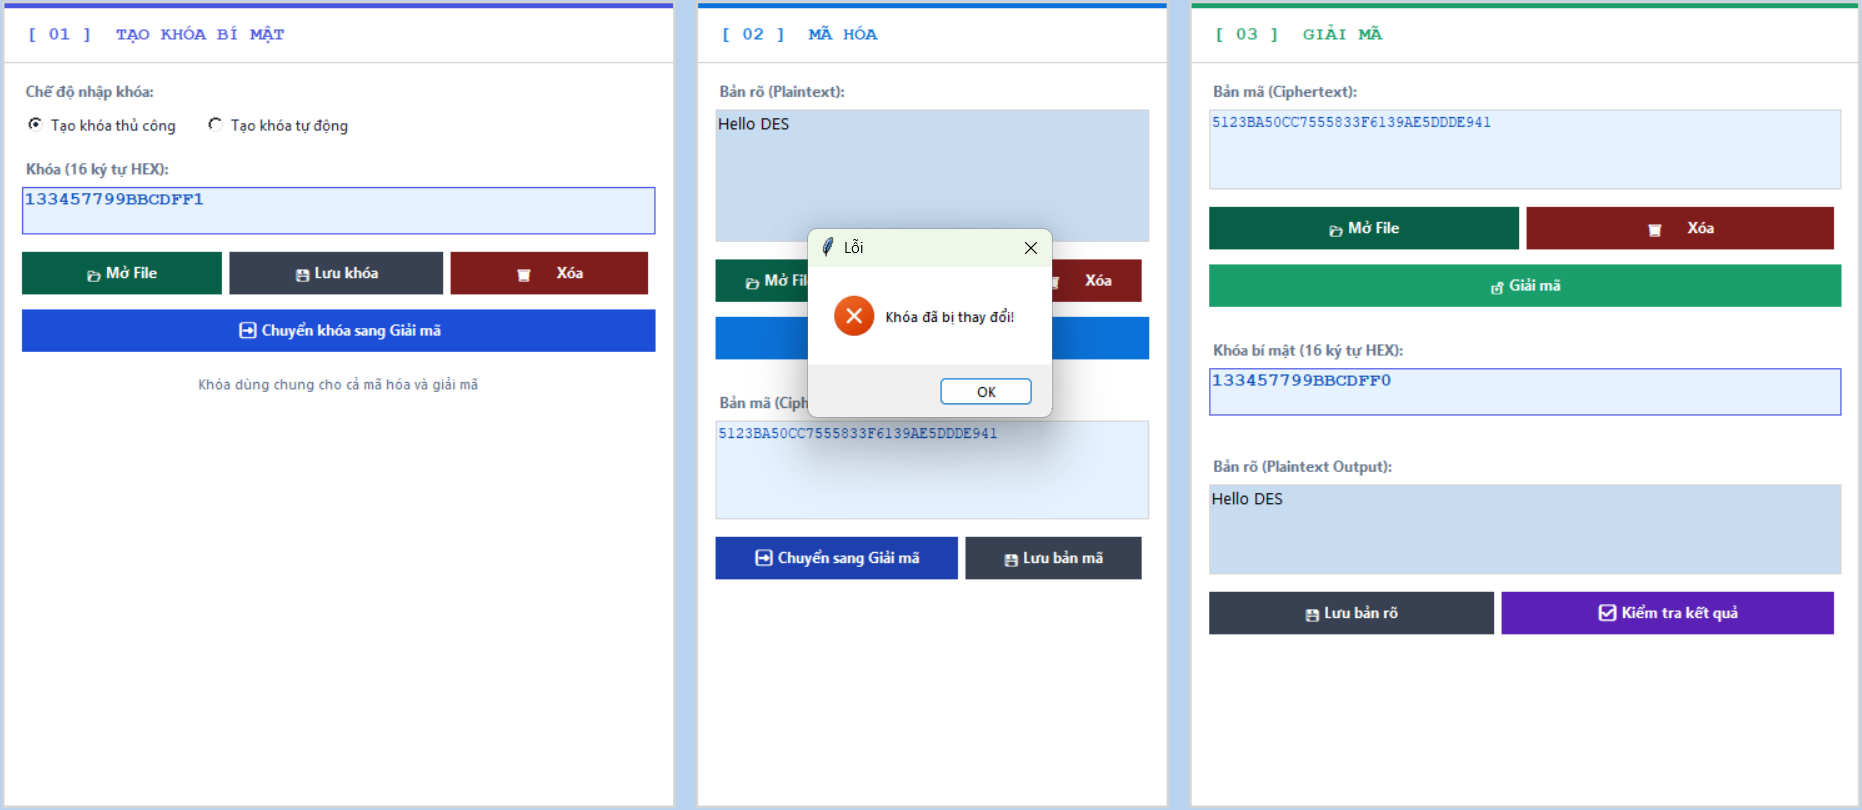 [ 01 ] TẠO KHÓA BÍ MẬT
Chế độ nhập khóa:
Tạo khóa thủ công Tạo khóa tự động
Khóa (16 ký tự HEX):
133457799BBCDFF1
Mở File Lưu khóa Xóa
Chuyển khóa sang Giải mã
Khóa dùng chung cho cả mã hóa và giải mã
[ 02 ] MÃ HÓA
Bản rõ (Plaintext):
Hello DES
Mở Fil Xóa
Lỗi
Khóa đã bị thay đổi!
OK
Bản mã (Ciph
5123BA50CC7555833F6139AE5DDDE941
Chuyển sang Giải mã Lưu bản mã
[ 03 ] GIẢI MÃ
Bản mã (Ciphertext):
5123BA50CC7555833F6139AE5DDDE941
Mở File Xóa
Giải mã
Khóa bí mật (16 ký tự HEX):
133457799BBCDFF0
Bản rõ (Plaintext Output):
Hello DES
Lưu bản rõ Kiểm tra kết quả